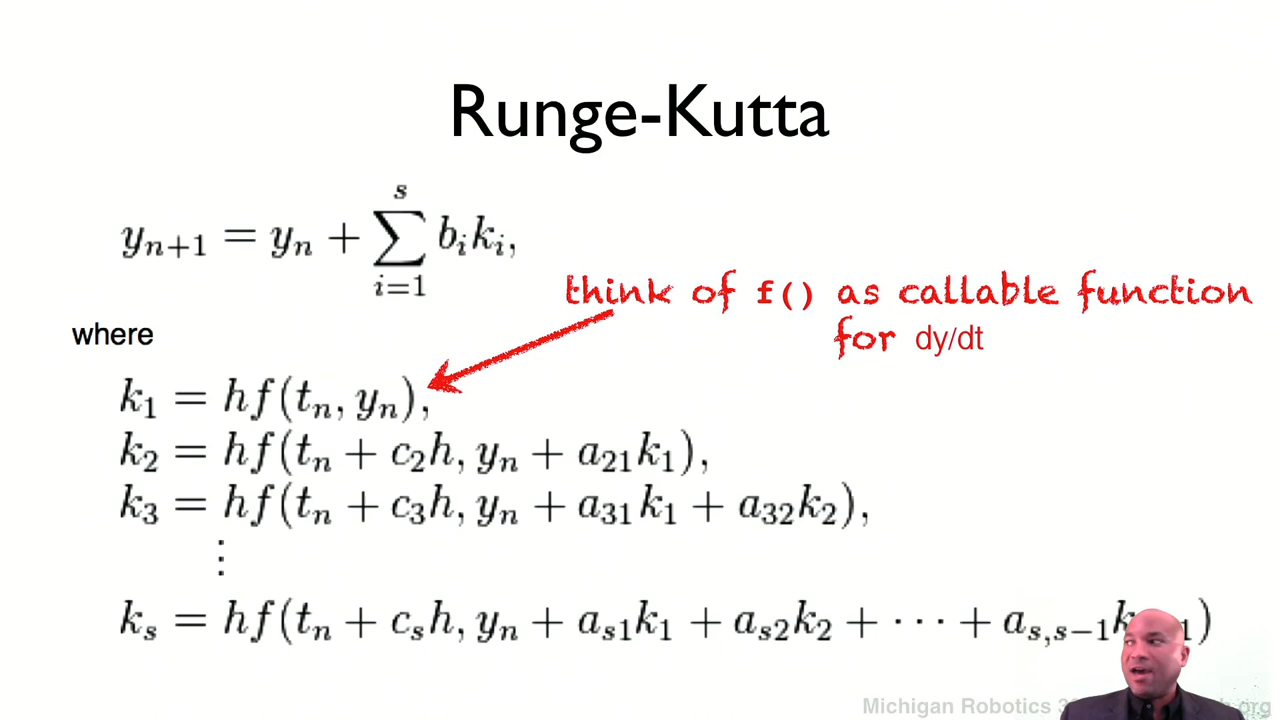 Runge-Kutta
y_{n+1} = y_n + \sum_{i=1}^{s} b_i k_i,
think of f() as callable function
for dy/dt
where
k_1 = hf(t_n, y_n),
k_2 = hf(t_n + c_2h, y_n + a_{21}k_1),
k_3 = hf(t_n + c_3h, y_n + a_{31}k_1 + a_{32}k_2),
⋮
k_s = hf(t_n + c_sh, y_n + a_{s1}k_1 + a_{s2}k_2 + ··· + a_{s,s−1}k
Michigan Robotics